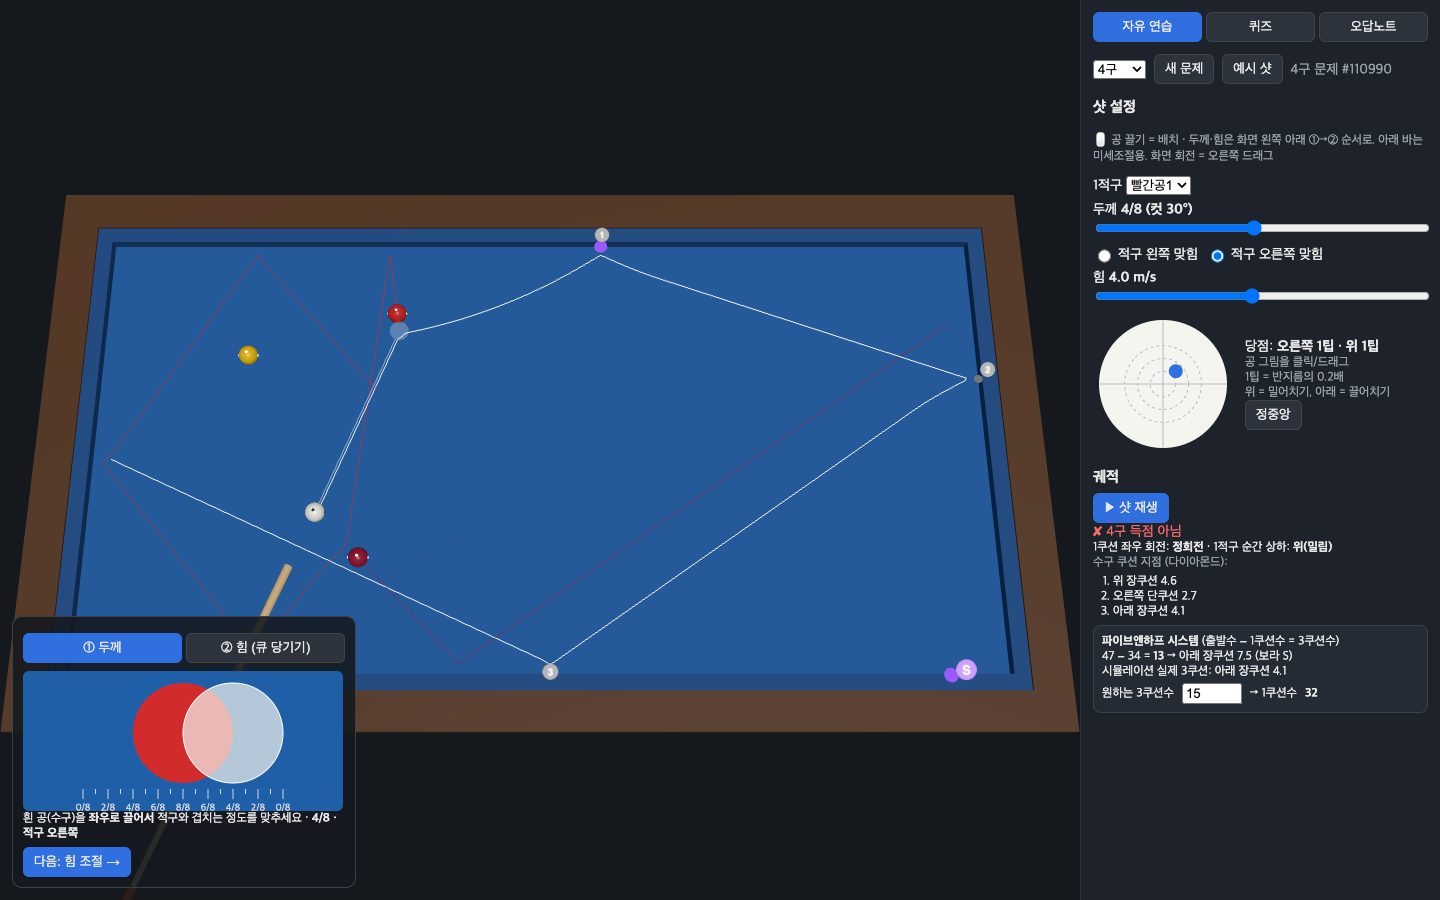 자유 연습
퀴즈
오답노트
4구
새 문제
예시 샷
4구 문제 #110990
샷 설정
공 끌기 = 배치 · 두께·힘은 화면 왼쪽 아래 ①→② 순서로. 아래 바는
미세조절용. 화면 회전 = 오른쪽 드래그
1적구 빨간공1
두께 4/8 (컷 30°)
적구 왼쪽 맞힘
적구 오른쪽 맞힘
힘 4.0 m/s
당점: 오른쪽 1팁 · 위 1팁
공 그림을 클릭/드래그
1팁 = 반지름의 0.2배
위 = 밀어치기, 아래 = 끌어치기
정중앙
궤적
▶ 샷 재생
✘ 4구 득점 아님
1쿠션 좌우 회전: 정회전 · 1적구 순간 상하: 위(밀림)
수구 쿠션 지점 (다이아몬드):
1. 위 장쿠션 4.6
2. 오른쪽 단쿠션 2.7
3. 아래 장쿠션 4.1
파이브앤하프 시스템 (출발수 – 1쿠션수 = 3쿠션수)
47 – 34 = 13 → 아래 장쿠션 7.5 (보라 S)
시뮬레이션 실제 3쿠션: 아래 장쿠션 4.1
원하는 3쿠션수 15 → 1쿠션수 32
1
2
3
S
① 두께
② 힘 (큐 당기기)
0/8 2/8 4/8 6/8 8/8 6/8 4/8 2/8 0/8
흰 공(수구)을 좌우로 끌어서 적구와 겹치는 정도를 맞추세요 · 4/8 ·
적구 오른쪽
다음: 힘 조절 →